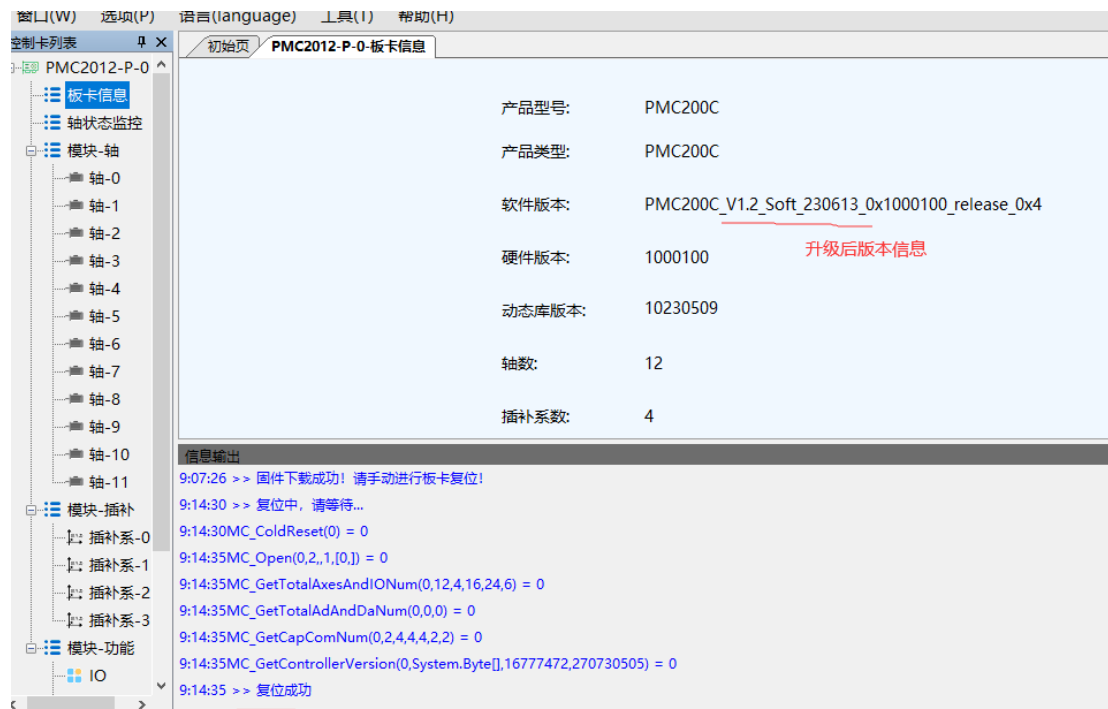 窗口(W) 选项(P) 语言(language) 工具(T) 帮助(H)
控制卡列表
初始页 PMC2012-P-0-板卡信息
PMC2012-P-0
板卡信息
轴状态监控
模块-轴
轴-0
轴-1
轴-2
轴-3
轴-4
轴-5
轴-6
轴-7
轴-8
轴-9
轴-10
轴-11
模块-插补
插补系-0
插补系-1
插补系-2
插补系-3
模块-功能
IO
产品型号: PMC200C
产品类型: PMC200C
软件版本: PMC200C_V1.2_Soft_230613_0x1000100_release_0x4
升级后版本信息
硬件版本: 1000100
动态库版本: 10230509
轴数: 12
插补系数: 4
信息输出
9:07:26 >> 固件下载成功! 请手动进行板卡复位!
9:14:30 >> 复位中，请等待...
9:14:30MC_ColdReset(0) = 0
9:14:35MC_Open(0,2,,1,[0,]) = 0
9:14:35MC_GetTotalAxesAndIONum(0,12,4,16,24,6) = 0
9:14:35MC_GetTotalAdAndDaNum(0,0,0) = 0
9:14:35MC_GetCapComNum(0,2,4,4,4,2,2) = 0
9:14:35MC_GetControllerVersion(0,System.Byte[],16777472,270730505) = 0
9:14:35 >> 复位成功